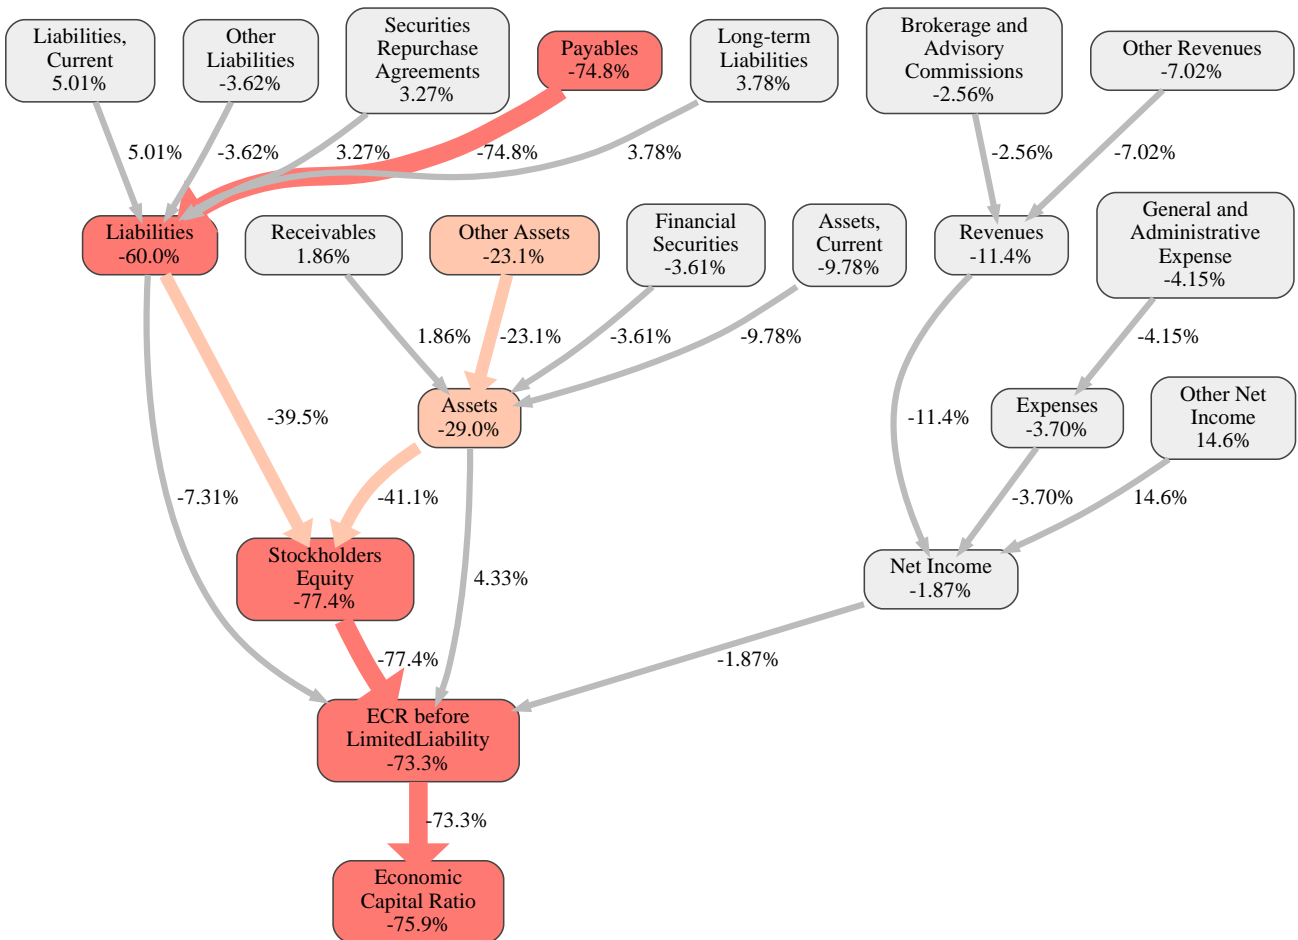 Liabilities,
Current
5.01%
Other
Liabilities
-3.62%
Securities
Repurchase
Agreements
3.27%
Payables
-74.8%
Long-term
Liabilities
3.78%
Brokerage and
Advisory
Commissions
-2.56%
Other Revenues
-7.02%
5.01%
-3.62%
3.27%
-74.8%
3.78%
-2.56%
-7.02%
Liabilities
-60.0%
Receivables
1.86%
Other Assets
-23.1%
Financial
Securities
-3.61%
Assets,
Current
-9.78%
Revenues
-11.4%
General and
Administrative
Expense
-4.15%
1.86%
-23.1%
-3.61%
-9.78%
-4.15%
-39.5%
Assets
-29.0%
-11.4%
Expenses
-3.70%
Other Net
Income
14.6%
-7.31%
-41.1%
-3.70%
14.6%
Stockholders
Equity
-77.4%
4.33%
Net Income
-1.87%
-77.4%
-1.87%
ECR before
LimitedLiability
-73.3%
-73.3%
Economic
Capital Ratio
-75.9%